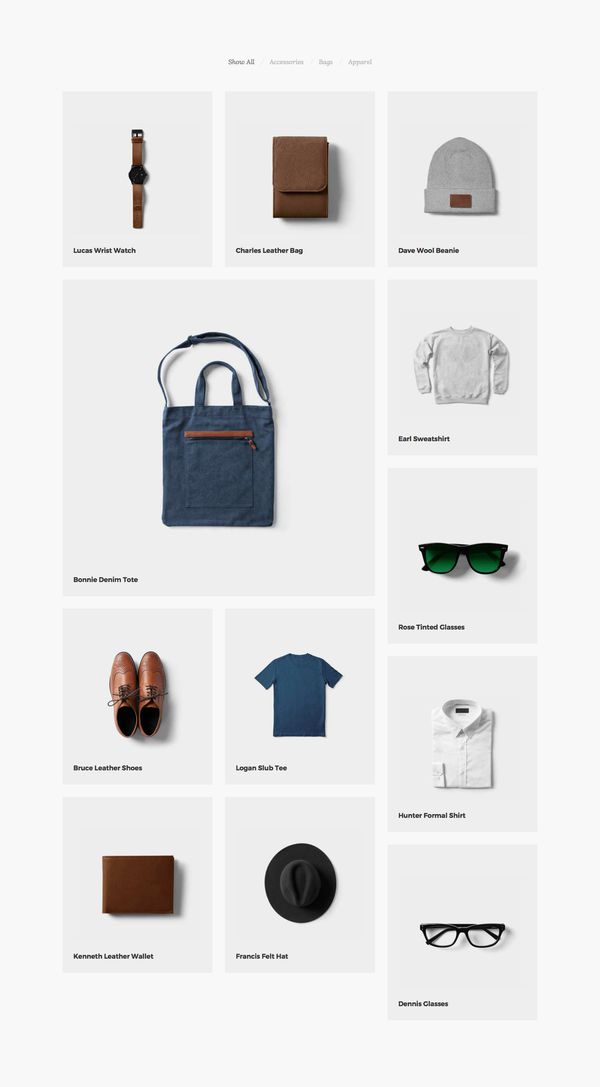 Show All / Accessories / Bags / Apparel
Lucas Wrist Watch
Charles Leather Bag
Dave Wool Beanie
Bonnie Denim Tote
Earl Sweatshirt
Rose Tinted Glasses
Bruce Leather Shoes
Logan Slub Tee
Hunter Formal Shirt
Kenneth Leather Wallet
Francis Felt Hat
Dennis Glasses